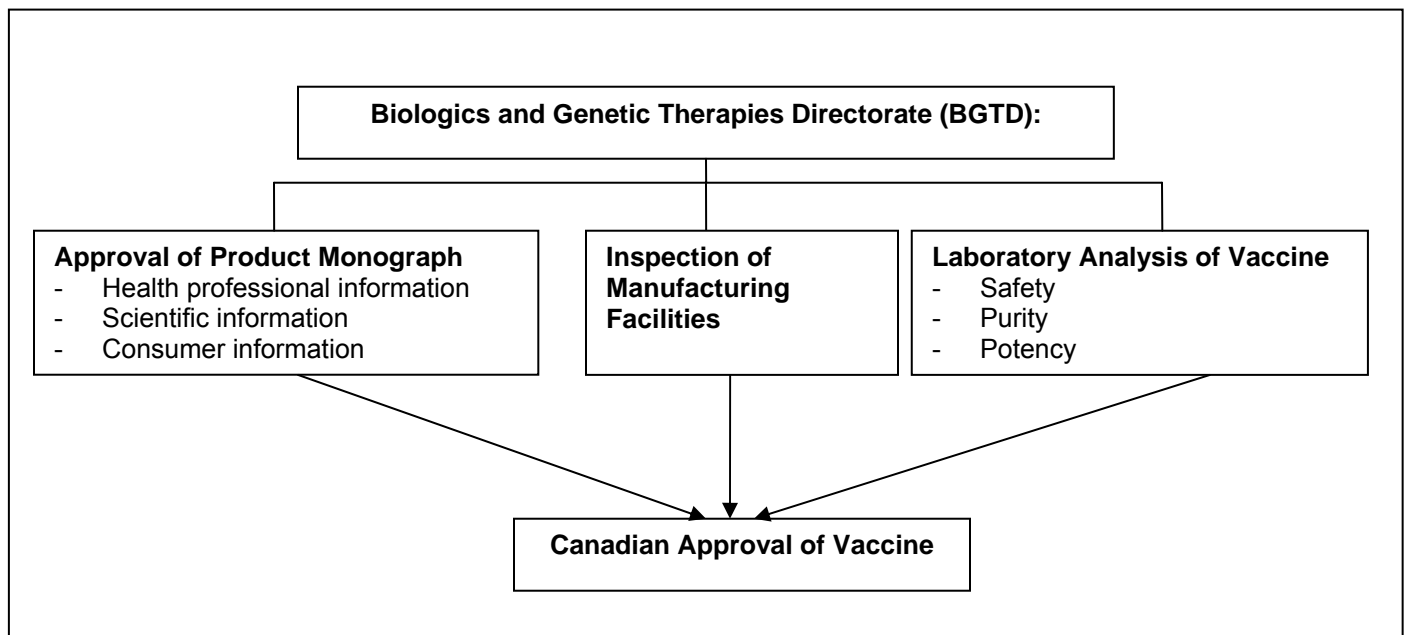 Biologics and Genetic Therapies Directorate (BGTD):
Approval of Product Monograph
- Health professional information
- Scientific information
- Consumer information
Inspection of
Manufacturing
Facilities
Laboratory Analysis of Vaccine
- Safety
- Purity
- Potency
Canadian Approval of Vaccine